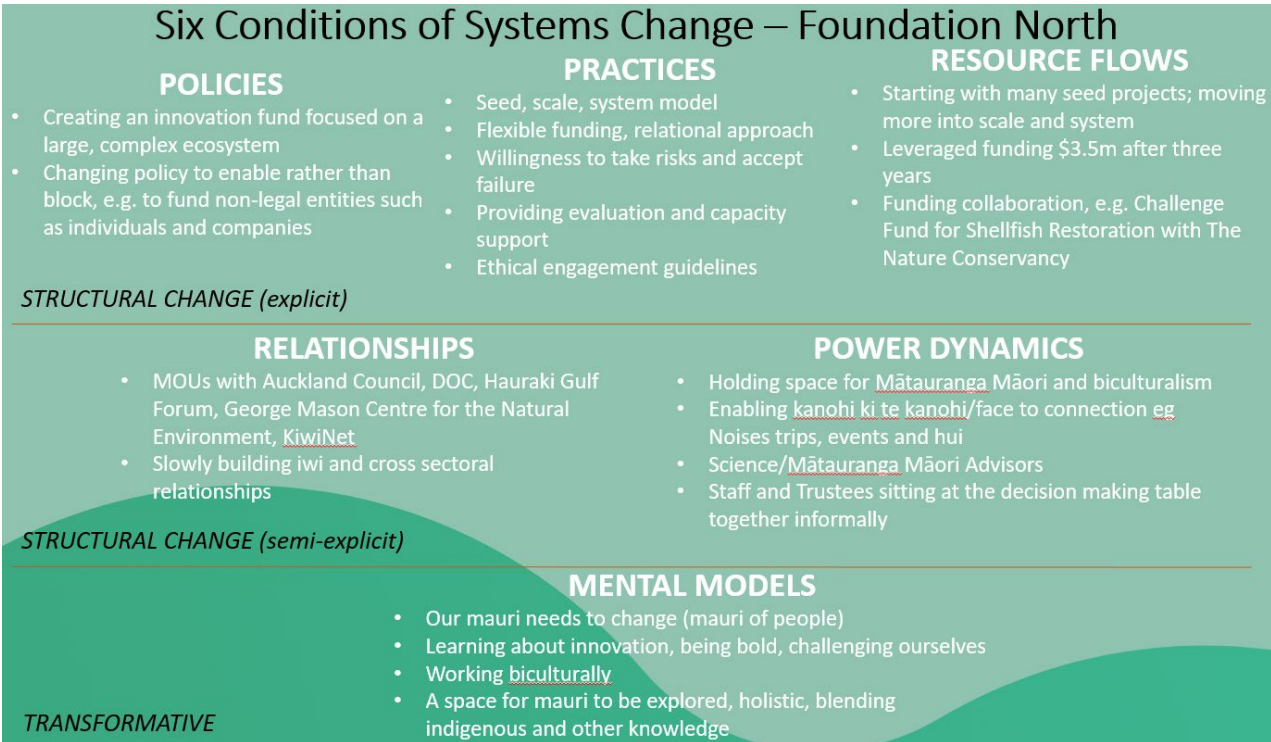 Six Conditions of Systems Change – Foundation North
POLICIES
• Creating an innovation fund focused on a
large, complex ecosystem
• Changing policy to enable rather than
block, e.g. to fund non-legal entities such
as individuals and companies
PRACTICES
• Seed, scale, system model
• Flexible funding, relational approach
• Willingness to take risks and accept
failure
• Providing evaluation and capacity
support
• Ethical engagement guidelines
RESOURCE FLOWS
• Starting with many seed projects; moving
more into scale and system
• Leveraged funding $3.5m after three
years
• Funding collaboration, e.g. Challenge
Fund for Shellfish Restoration with The
Nature Conservancy
STRUCTURAL CHANGE (explicit)
RELATIONSHIPS
• MOUs with Auckland Council, DOC, Hauraki Gulf
Forum, George Mason Centre for the Natural
Environment, KiwiNet
• Slowly building iwi and cross sectoral
relationships
POWER DYNAMICS
• Holding space for Mātauranga Māori and biculturalism
• Enabling kanohi ki te kanohi/face to connection eg
Noises trips, events and hui
• Science/Mātauranga Māori Advisors
• Staff and Trustees sitting at the decision making table
together informally
STRUCTURAL CHANGE (semi-explicit)
MENTAL MODELS
• Our mauri needs to change (mauri of people)
• Learning about innovation, being bold, challenging ourselves
• Working biculturally
• A space for mauri to be explored, holistic, blending
indigenous and other knowledge
TRANSFORMATIVE